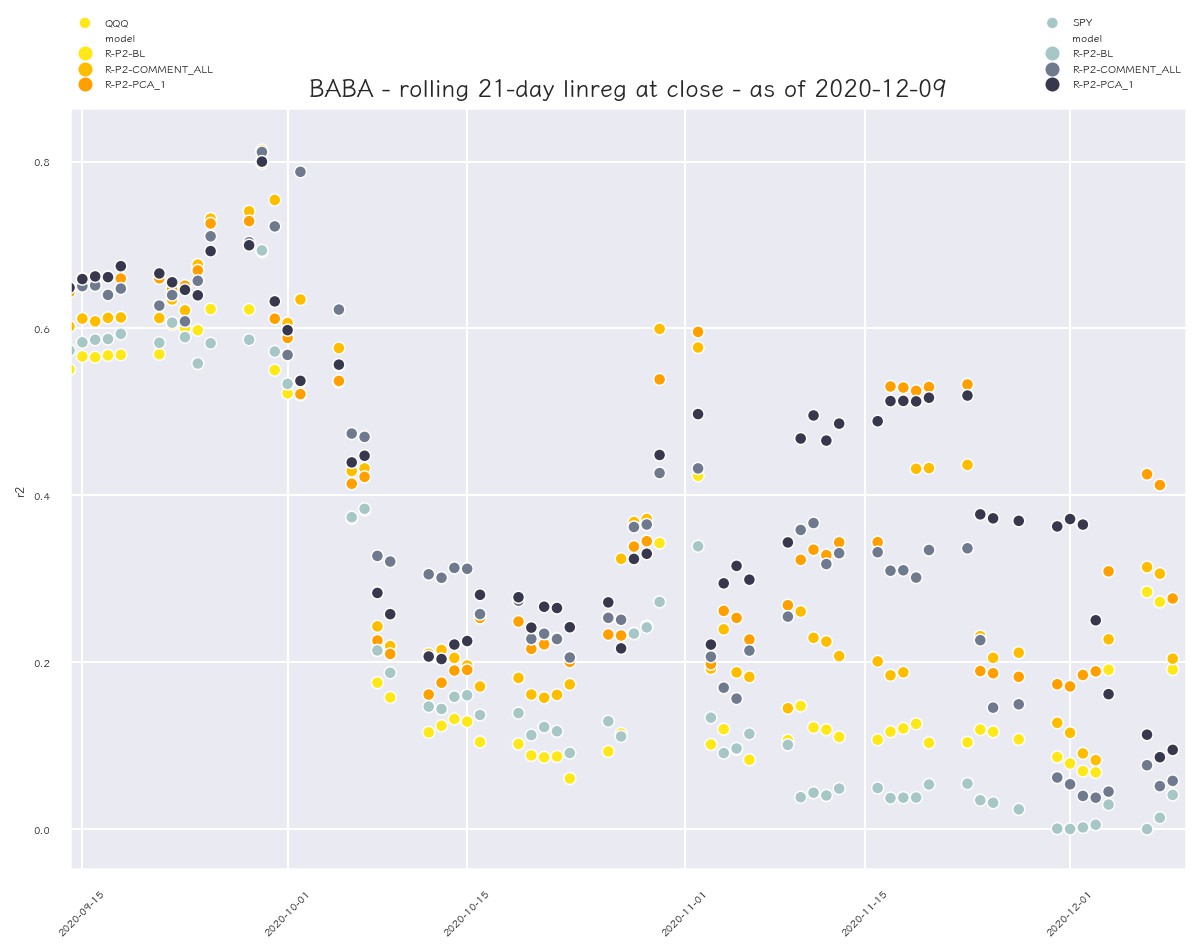 QQQ
model
R-P2-BL
R-P2-COMMENT_ALL
R-P2-PCA_1
SPY
model
R-P2-BL
R-P2-COMMENT_ALL
R-P2-PCA_1
BABA - rolling 21-day linreg at close - as of 2020-12-09
r2
0.8
0.6
0.4
0.2
0.0
2020-09-15
2020-10-01
2020-10-15
2020-11-01
2020-11-15
2020-12-01